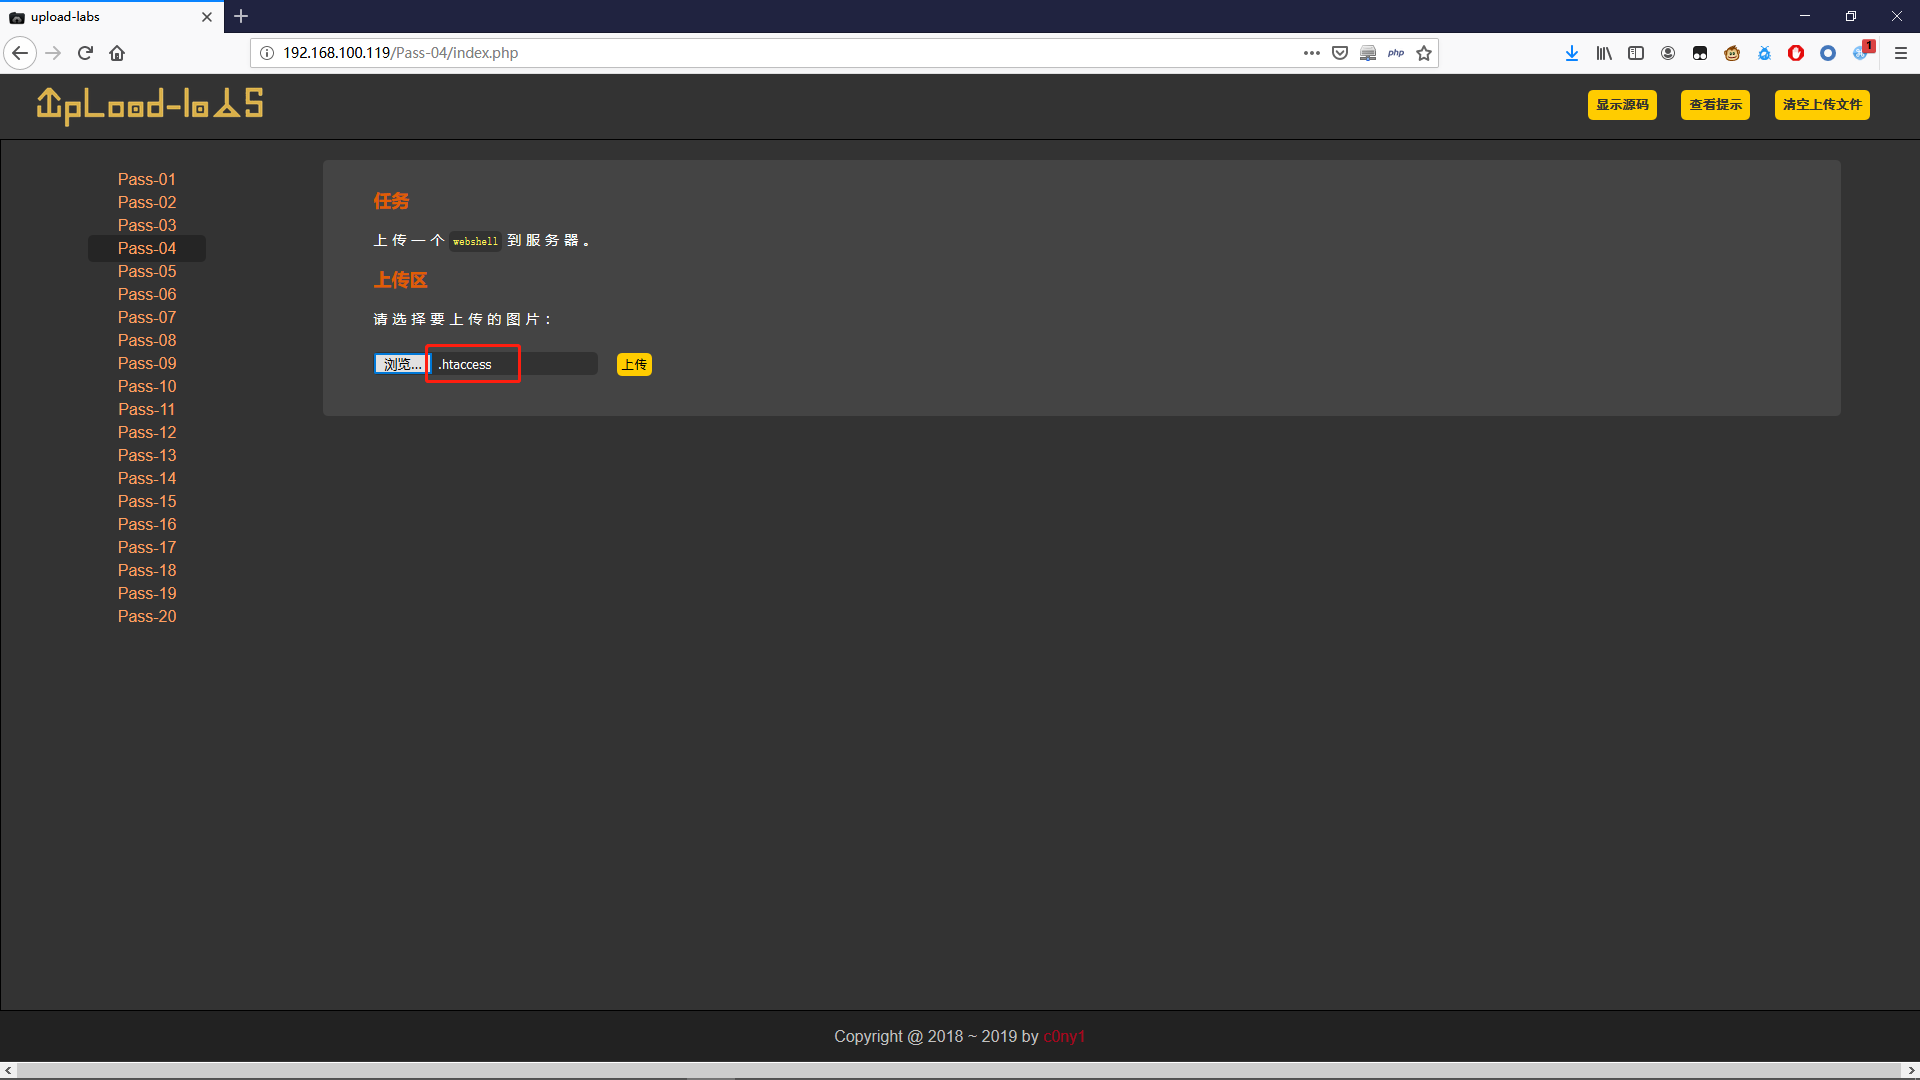 upload-labs
192.168.100.119/Pass-04/index.php
php
1
UpLoad-labs
显示源码
查看提示
清空上传文件
Pass-01
Pass-02
Pass-03
Pass-04
Pass-05
Pass-06
Pass-07
Pass-08
Pass-09
Pass-10
Pass-11
Pass-12
Pass-13
Pass-14
Pass-15
Pass-16
Pass-17
Pass-18
Pass-19
Pass-20
任务
上传一个 webshell 到服务器。
上传区
请选择要上传的图片：
浏览... .htaccess 上传
Copyright @ 2018 ~ 2019 by c0ny1